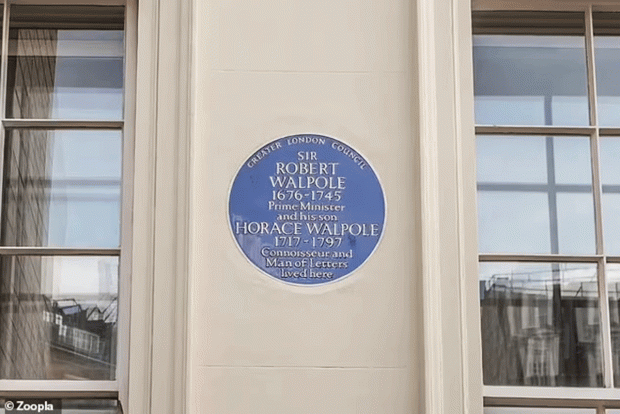 GREATER LONDON COUNCIL
SIR
ROBERT
WALPOLE
1676-1745
Prime Minister
and his son
HORACE WALPOLE
1717-1797
Connoisseur and
Man of Letters
lived here
© Zoopla